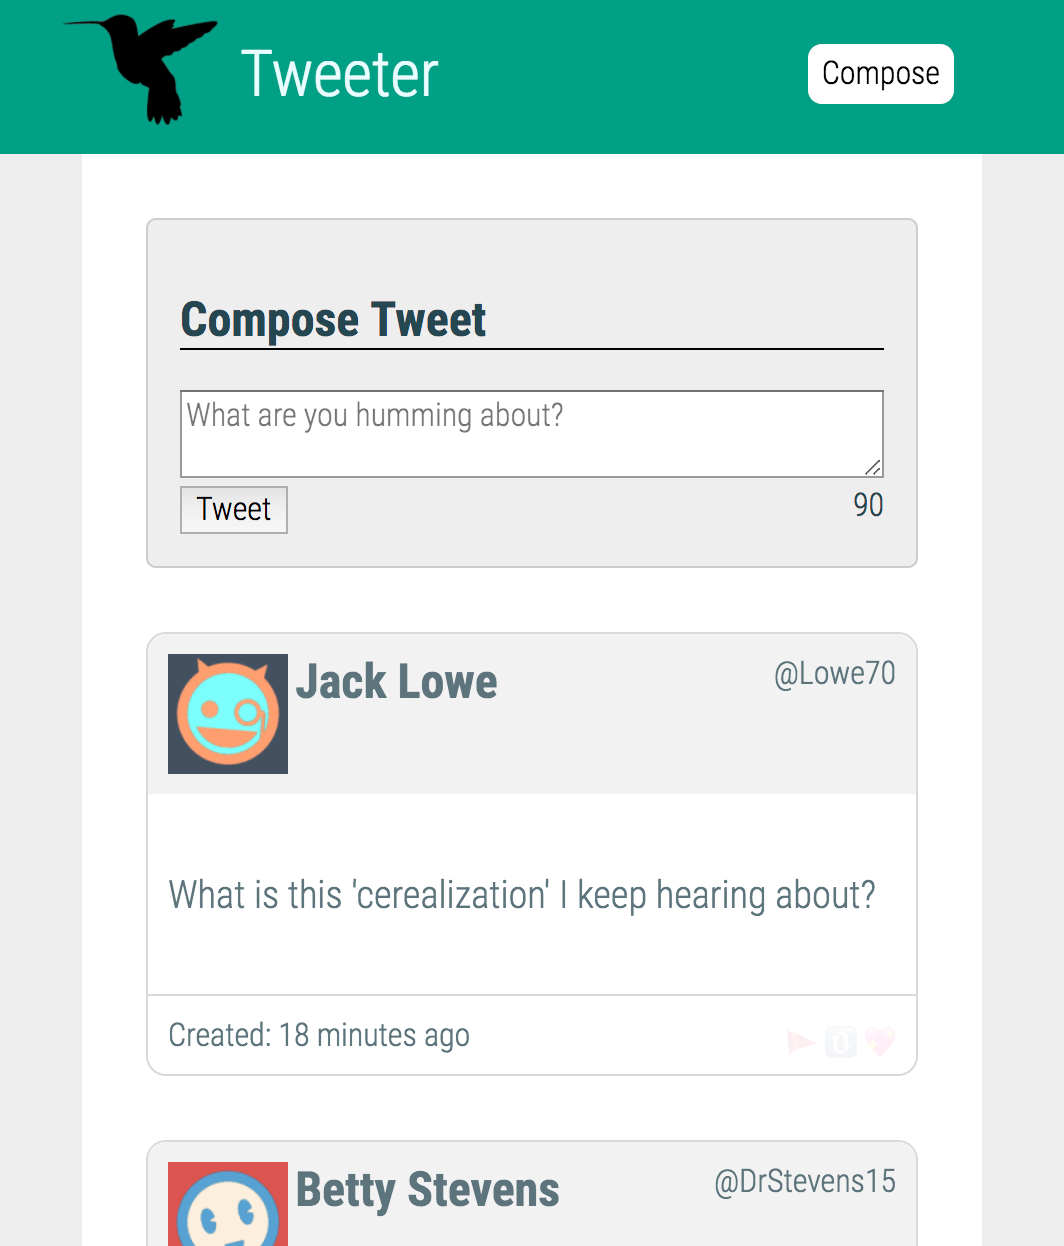 Tweeter
Compose
Compose Tweet
What are you humming about?
Tweet
90
Jack Lowe
@Lowe70
What is this 'cerealization' I keep hearing about?
Created: 18 minutes ago
Betty Stevens
@DrStevens15